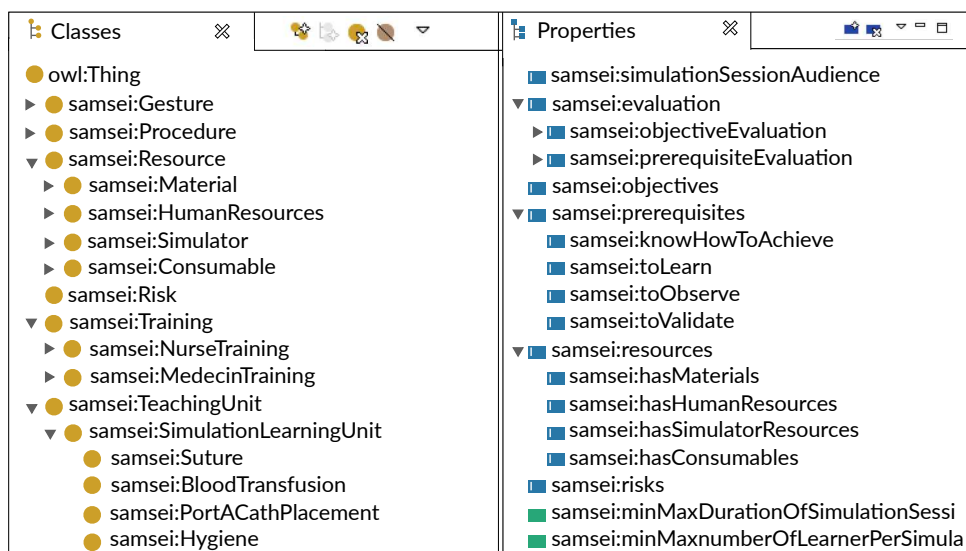 Classes
owl:Thing
samsei:Gesture
samsei:Procedure
samsei:Resource
samsei:Material
samsei:HumanResources
samsei:Simulator
samsei:Consumable
samsei:Risk
samsei:Training
samsei:NurseTraining
samsei:MedecinTraining
samsei:TeachingUnit
samsei:SimulationLearningUnit
samsei:Suture
samsei:BloodTransfusion
samsei:PortACathPlacement
samsei:Hygiene
Properties
samsei:simulationSessionAudience
samsei:evaluation
samsei:objectiveEvaluation
samsei:prerequisiteEvaluation
samsei:objectives
samsei:prerequisites
samsei:knowHowToAchieve
samsei:toLearn
samsei:toObserve
samsei:toValidate
samsei:resources
samsei:hasMaterials
samsei:hasHumanResources
samsei:hasSimulatorResources
samsei:hasConsumables
samsei:risks
samsei:minMaxDurationOfSimulationSessi
samsei:minMaxnumberOfLearnerPerSimula